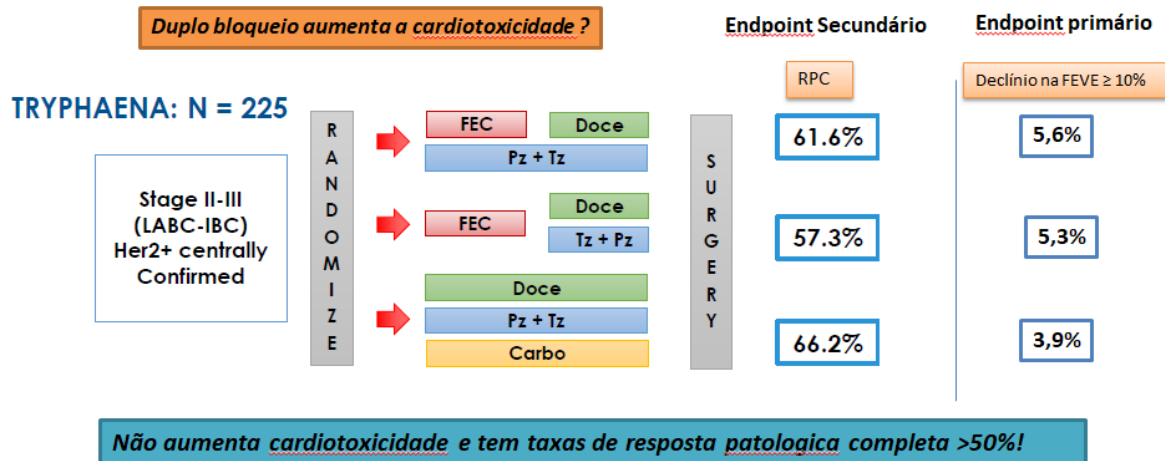 Duplo bloqueio aumenta a cardiotoxicidade ?
Endpoint Secundário
Endpoint primário
RPC
Declínio na FEVE ≥ 10%
TRYPHAENA: N = 225
Stage II-III
(LABC-IBC)
Her2+ centrally
Confirmed
RANDOMIZE
FEC
Doce
Pz + Tz
FEC
Doce
Tz + Pz
Doce
Pz + Tz
Carbo
SURGERY
61.6%
5,6%
57.3%
5,3%
66.2%
3,9%
Não aumenta cardiotoxicidade e tem taxas de resposta patologica completa >50%!